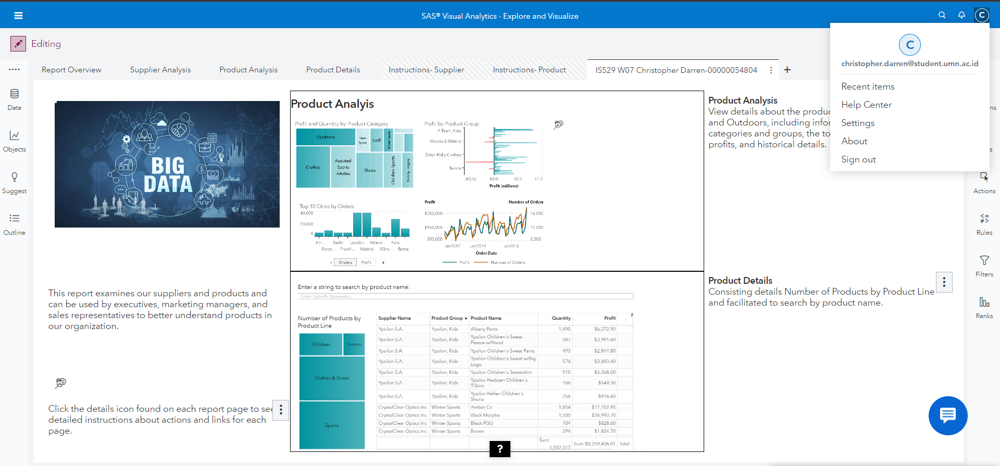 SAS® Visual Analytics - Explore and Visualize
C
Editing
C
christopher.darren@student.umn.ac.id
Recent items
Help Center
Settings
About
Sign out
Report Overview
Supplier Analysis
Product Analysis
Product Details
Instructions- Supplier
Instructions- Product
IS529 W07 Christopher Darren-00000054804
Data
Objects
Suggest
Outline
BIG
DATA
This report examines our suppliers and products and
can be used by executives, marketing managers, and
sales representatives to better understand products in
our organization.
Click the details icon found on each report page to see
detailed instructions about actions and links for each
page.
Product Analyis
Profit and Quantity by Product Category
Outdoors
Team
Sports
Golf
Winter Sports
Clothes
Assorted
Sports
Articles
Shoes
Children Sports
Profit by Product Group
A-Team, Kids
Gloves & Mittens
Orion Kid's Clothes
Tennis
($0.5) $0.0 $0.5 $1.0
Profit (millions)
Top 10 Cities by Orders
40,000
20,000
0
Am... Berlin London Milano Paris
Barce... Frankf... Madrid Münc... Roma
Orders Profit
Profit Number of Orders
$250,000 16,000
$150,000 12,000
$50,000 8,000
Jan2012 Jan2014 Jan2016
Order Date
Profit Number of Orders
Enter a string to search by product name:
Enter Search Parameter...
Number of Products by
Product Line
Children
Outdoors
Clothes & Shoes
Sports
Supplier Name Product Group Product Name Quantity Profit
Ypsilon S.A. Ypsilon, Kids Albany Pants 1,490 $6,272.90
Ypsilon S.A. Ypsilon, Kids Ypsilon Children's Sweat Fleece w/Hood 587 $3,991.60
Ypsilon S.A. Ypsilon, Kids Ypsilon Children's Sweat Pants 493 $2,844.80
Ypsilon S.A. Ypsilon, Kids Ypsilon Children's Sweat w/Big Logo 574 $3,483.40
Ypsilon S.A. Ypsilon, Kids Ypsilon Children's Sweatshirt 910 $4,368.00
Ypsilon S.A. Ypsilon, Kids Ypsilon Hadsten Children's T-Shirt 186 $549.30
Ypsilon S.A. Ypsilon, Kids Ypsilon Hallen Children's Shorts 256 $916.60
CrystalClear Optics Inc Winter Sports Amber Cc 1,854 $17,152.95
CrystalClear Optics Inc Winter Sports Black Morphe 1,500 $36,993.70
CrystalClear Optics Inc Winter Sports Black PGU 104 $828.60
CrystalClear Optics Inc Winter Sports Brown 294 $1,824.70
Sum:
1,597,317
Sum:$8,259,406.81 Total:
?
Product Analysis
View details about the produc
and Outdoors, including infor
categories and groups, the to
profits, and historical details.
Product Details
Consisting details Number of Products by Product Line
and facilitated to search by product name.
Actions
Rules
Filters
Ranks